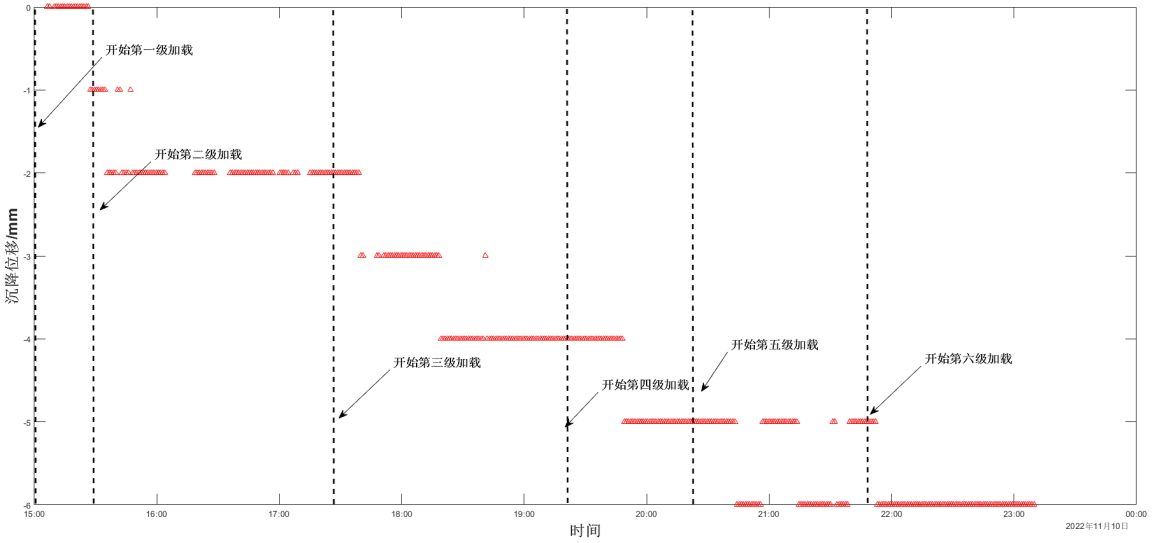 0
-1
-2
-3
-4
-5
-6
沉降位移/mm
开始第一级加载
开始第二级加载
开始第三级加载
开始第四级加载
开始第五级加载
开始第六级加载
15:00 16:00 17:00 18:00 19:00 20:00 21:00 22:00 23:00 00:00
时间
2022年11月10日